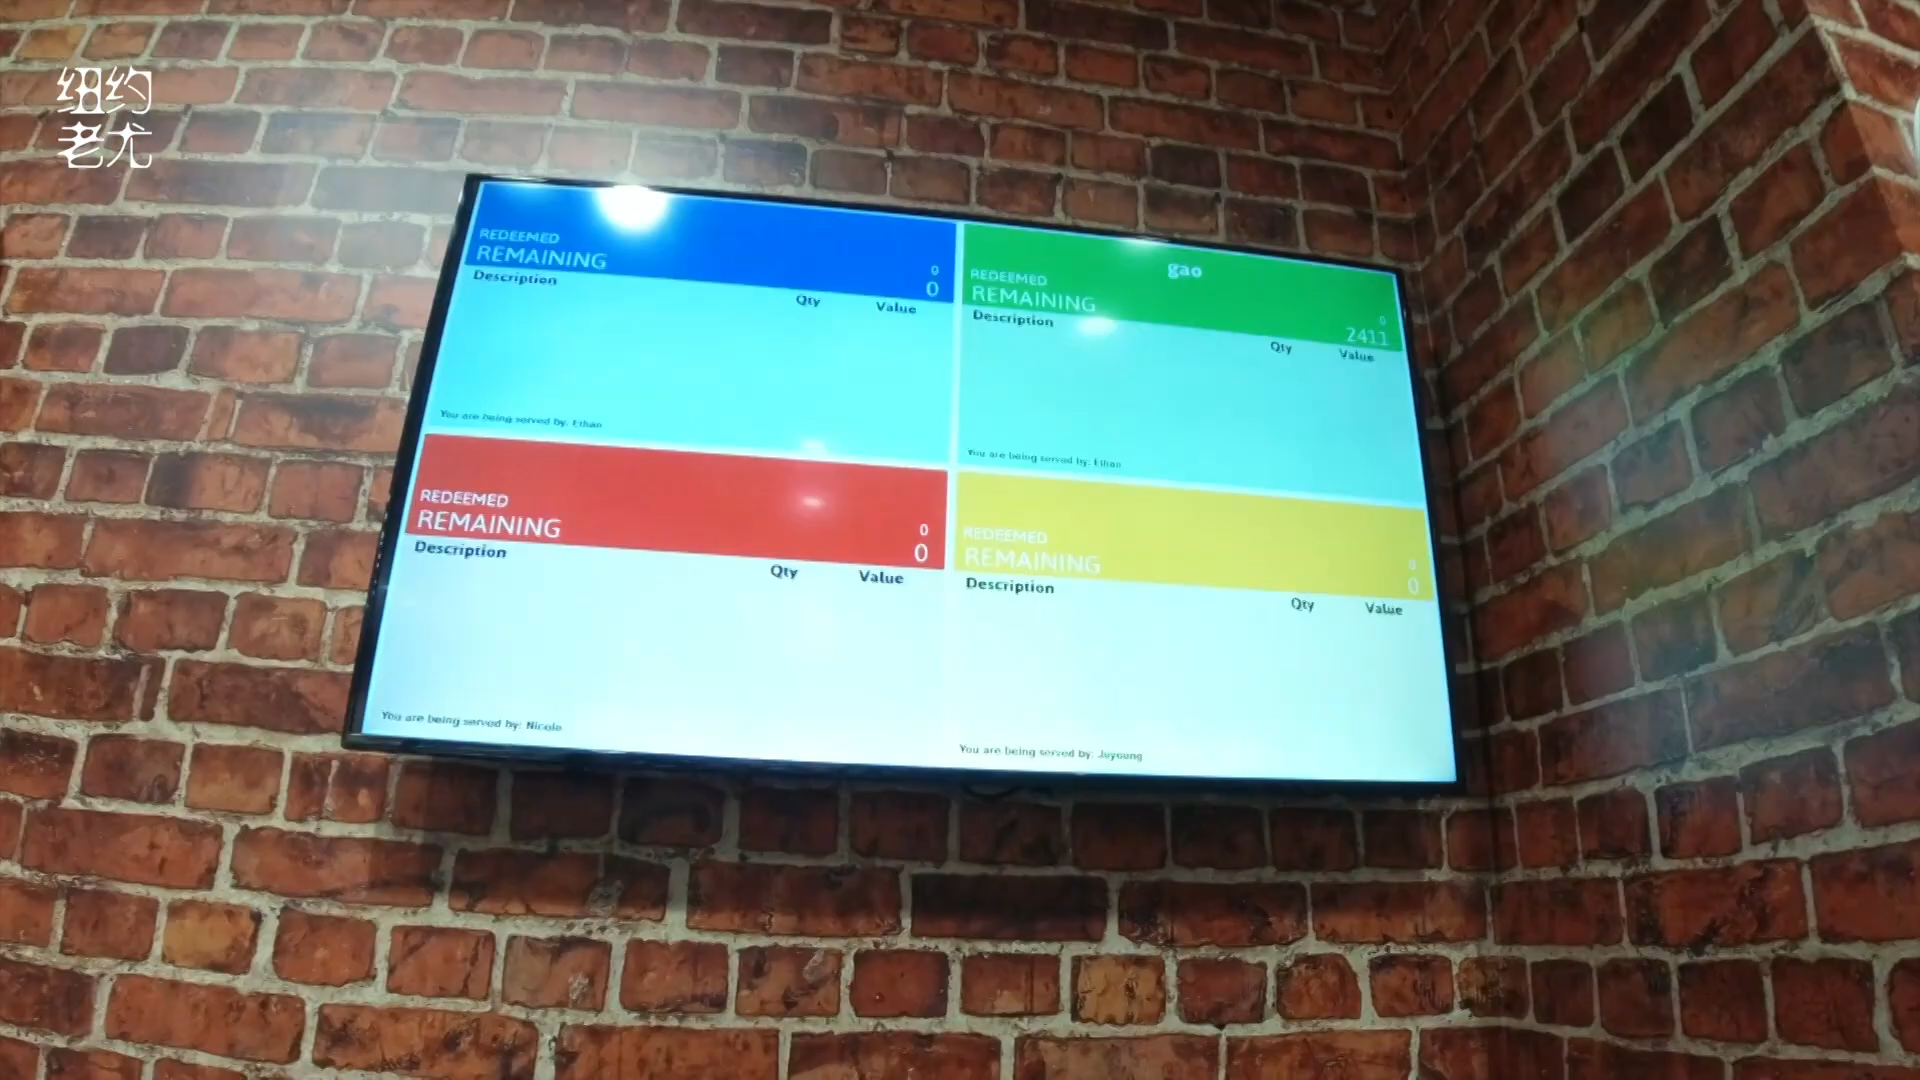 纽约
老尤
REDEEMED 0
REMAINING 0
Description Qty Value
You are being served by: Ethan
gao
REDEEMED 0
REMAINING 2411
Description Qty Value
You are being served by: Ethan
REDEEMED 0
REMAINING 0
Description Qty Value
You are being served by: Nicole
REDEEMED 0
REMAINING 0
Description Qty Value
You are being served by: Juyoung